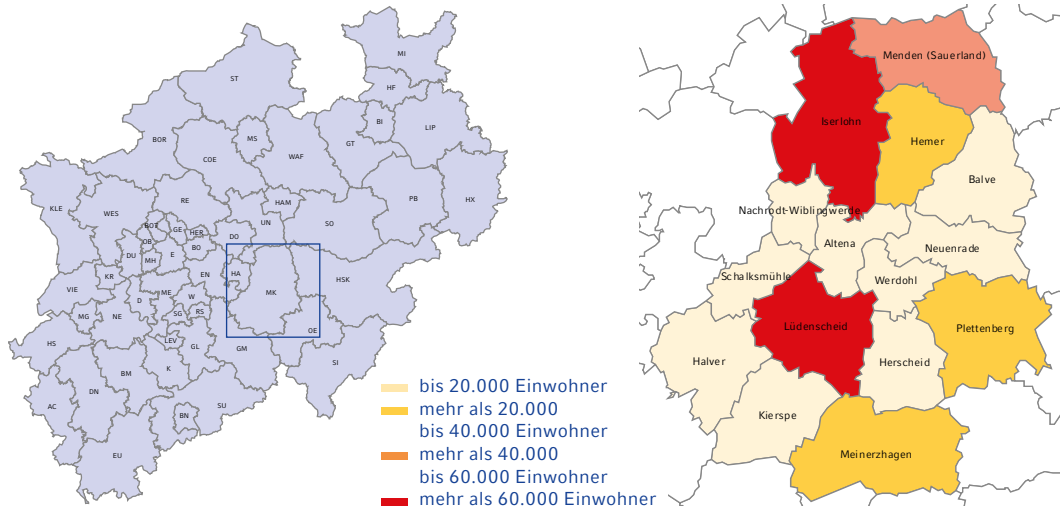 MI
ST
HF
BI
LIP
BOR
MS
COE
WAF
GT
PB
HX
KLE
WES
RE
HAM
UN
SO
BOT
GE
HER
DO
OB
BO
DU
MH
E
KR
EN
HA
HSK
VIE
ME
MK
D
W
MG
NE
SG
RS
OE
HS
LEV
GL
GM
SI
BM
K
DN
AC
SU
BN
EU
bis 20.000 Einwohner
mehr als 20.000
bis 40.000 Einwohner
mehr als 40.000
bis 60.000 Einwohner
mehr als 60.000 Einwohner
Menden (Sauerland)
Iserlohn
Hemer
Balve
Nachrodt-Wiblingwerde
Altena
Neuenrade
Schalksmühle
Werdohl
Lüdenscheid
Plettenberg
Halver
Herscheid
Kierspe
Meinerzhagen